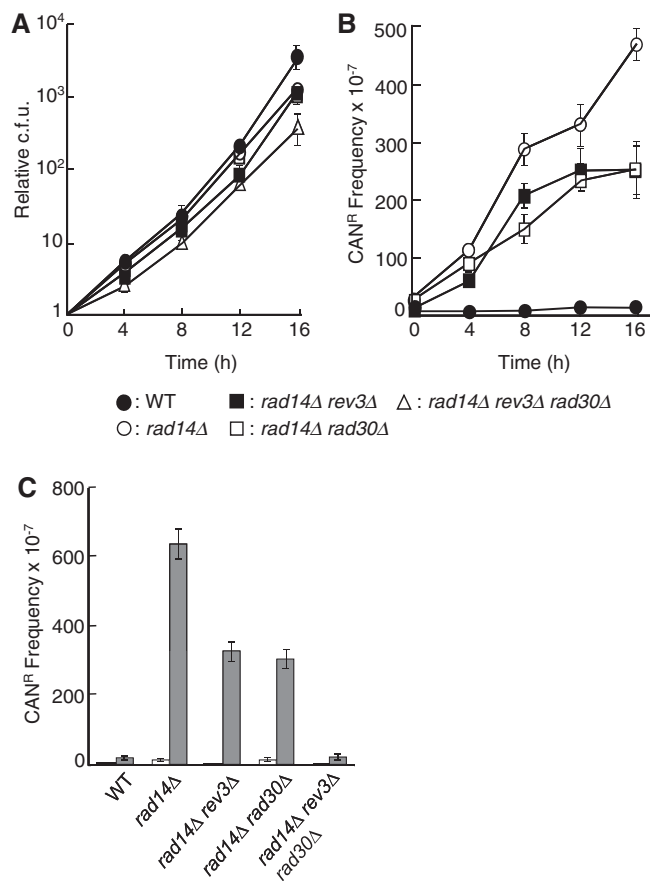 A
Relative c.f.u.
10⁴
10³
10²
10
1
0 4 8 12 16
Time (h)
B
CANᴿ Frequency x 10⁻⁷
500
400
300
200
100
0
0 4 8 12 16
Time (h)
: WT
: rad14Δ rev3Δ
: rad14Δ rev3Δ rad30Δ
: rad14Δ
: rad14Δ rad30Δ
C
CANᴿ Frequency x 10⁻⁷
800
600
400
200
0
WT
rad14Δ
rad14Δ rev3Δ
rad14Δ rad30Δ
rad14Δ rev3Δ
rad30Δ